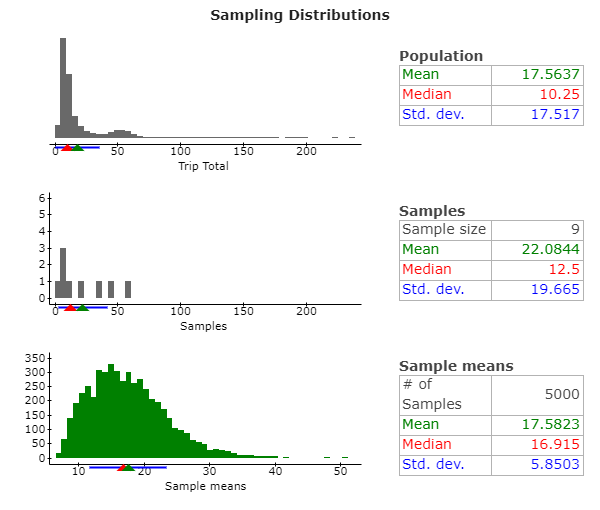 Sampling Distributions
Population
Mean 17.5637
Median 10.25
Std. dev. 17.517
0 50 100 150 200
Trip Total
Samples
Sample size 9
Mean 22.0844
Median 12.5
Std. dev. 19.665
6
5
4
3
2
1
0
0 50 100 150 200
Samples
Sample means
# of
Samples 5000
Mean 17.5823
Median 16.915
Std. dev. 5.8503
350
300
250
200
150
100
50
0
10 20 30 40 50
Sample means